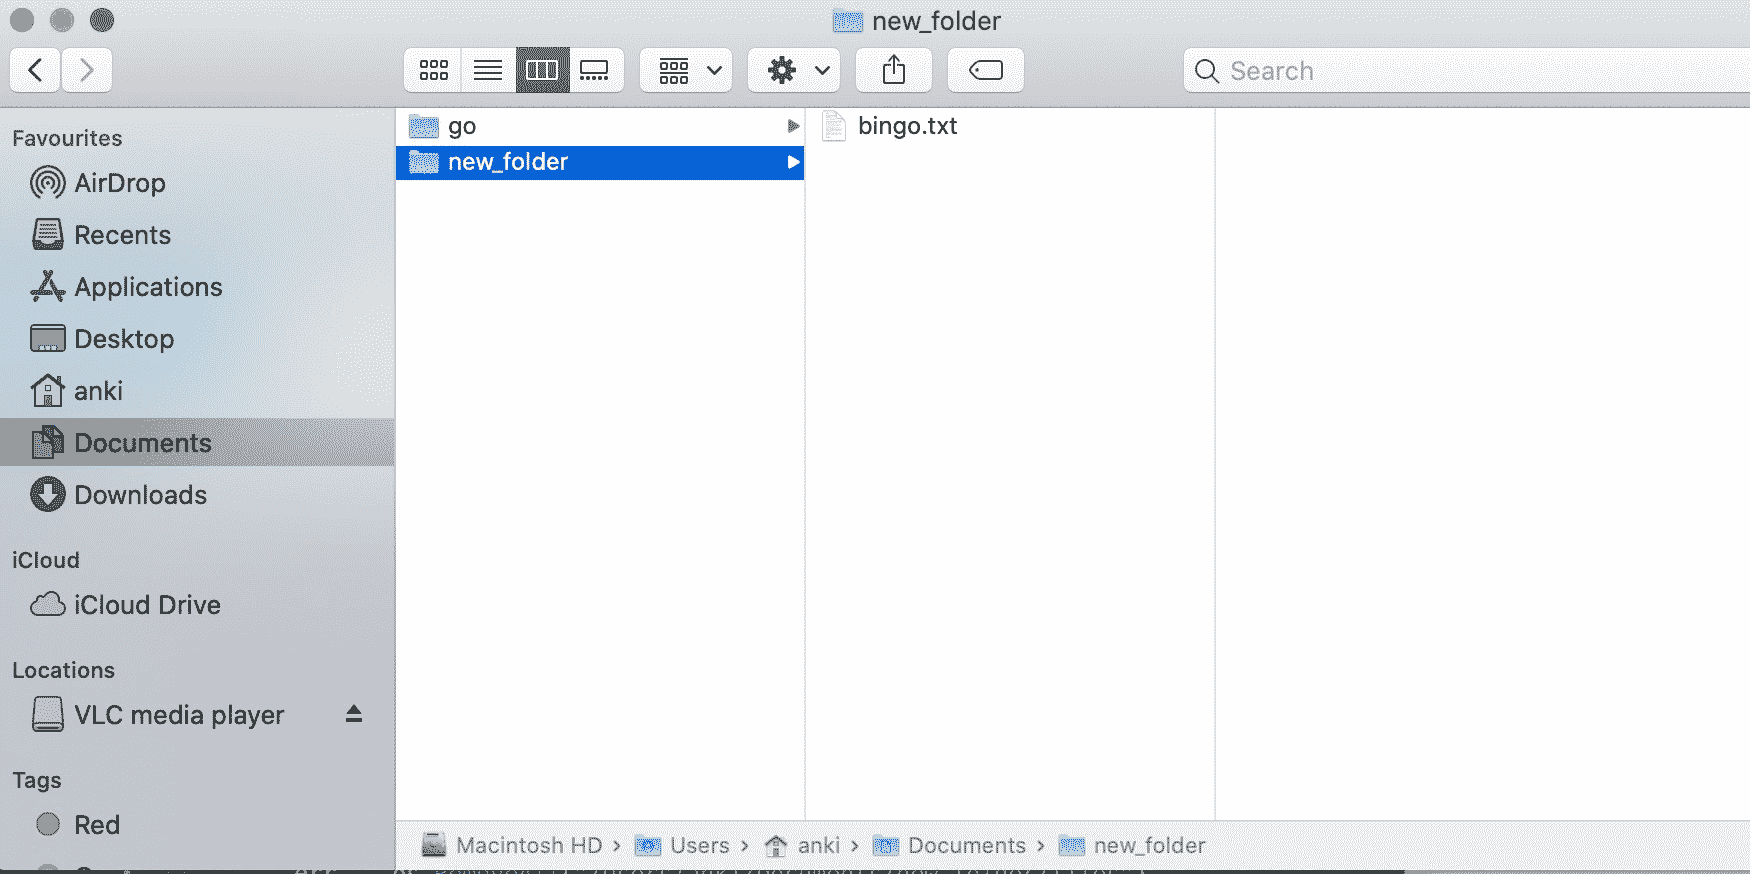 new_folder
Search
Favourites
AirDrop
Recents
Applications
Desktop
anki
Documents
Downloads
iCloud
iCloud Drive
Locations
VLC media player
Tags
Red
go
new_folder
bingo.txt
Macintosh HD › Users › anki › Documents › new_folder